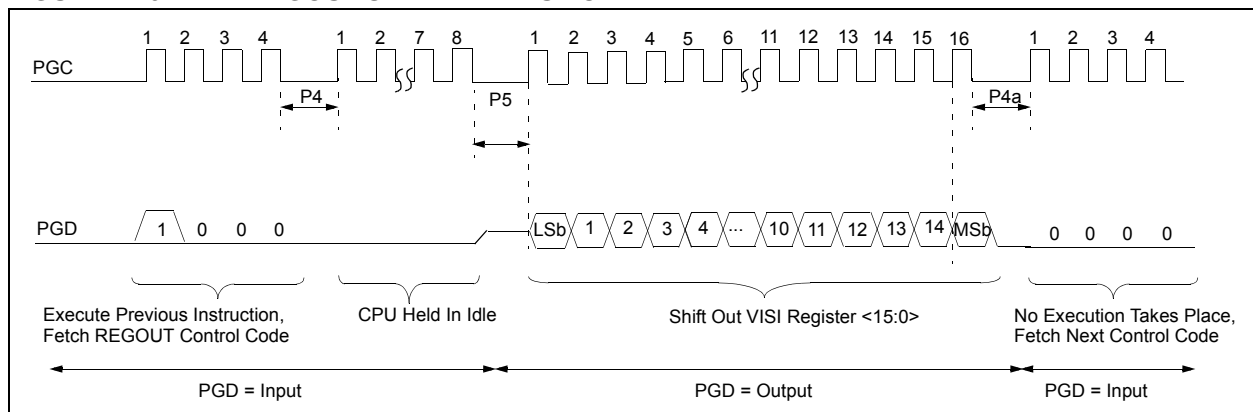 1 2 3 4 1 2 7 8 1 2 3 4 5 6 11 12 13 14 15 16 1 2 3 4
PGC
P4 P5 P4a
PGD 1 0 0 0 LSb 1 2 3 4 ... 10 11 12 13 14 MSb 0 0 0 0
Execute Previous Instruction,
Fetch REGOUT Control Code
CPU Held In Idle
Shift Out VISI Register <15:0>
No Execution Takes Place,
Fetch Next Control Code
PGD = Input PGD = Output PGD = Input